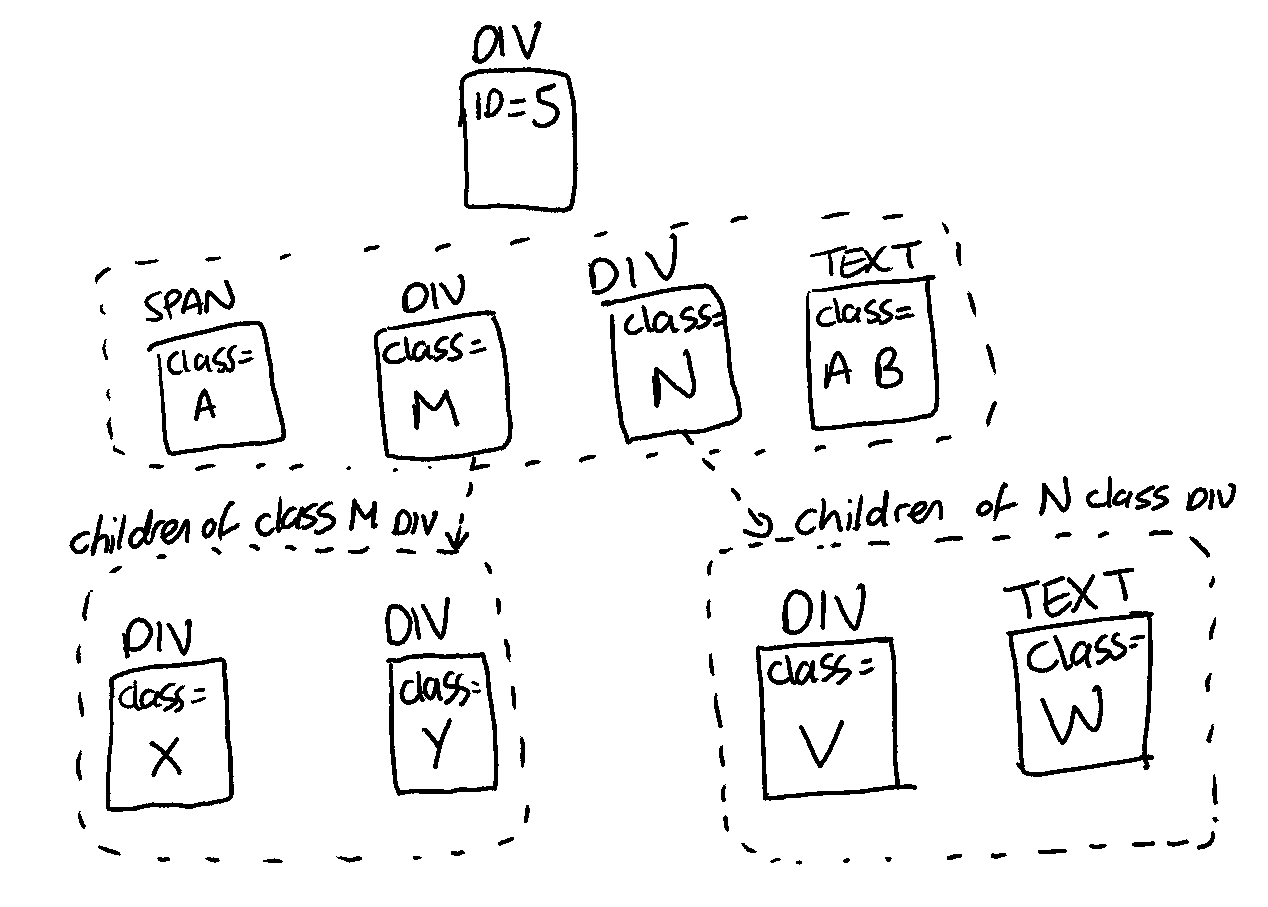 DIV
ID=5
SPAN
class=
A
DIV
class=
M
DIV
class=
N
TEXT
class=
A B
children of class M DIV
children of N class DIV
DIV
class=
X
DIV
class=
Y
DIV
class=
V
TEXT
class=
W